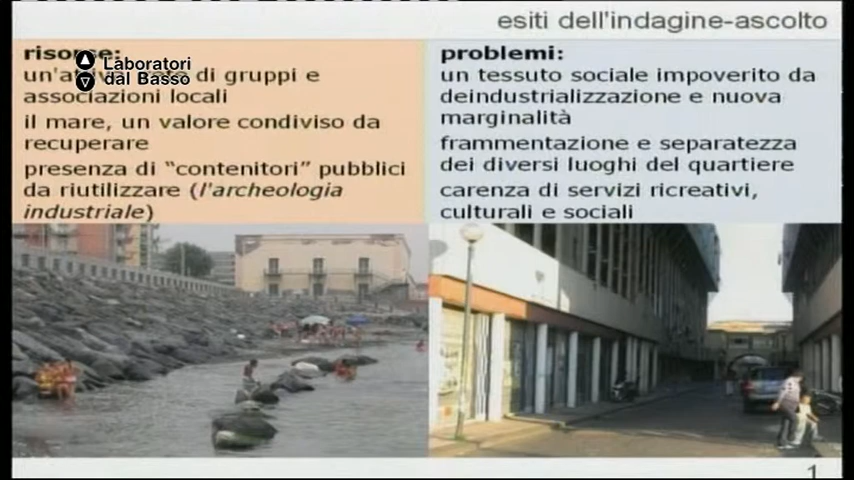 esiti dell'indagine-ascolto
risorse:
di gruppi e
associazioni locali
il mare, un valore condiviso da
recuperare
presenza di "contenitori" pubblici
da riutilizzare (l'archeologia
industriale)
Laboratori
dal Basso
problemi:
un tessuto sociale impoverito da
deindustrializzazione e nuova
marginalità
frammentazione e separatezza
dei diversi luoghi del quartiere
carenza di servizi ricreativi,
culturali e sociali
1